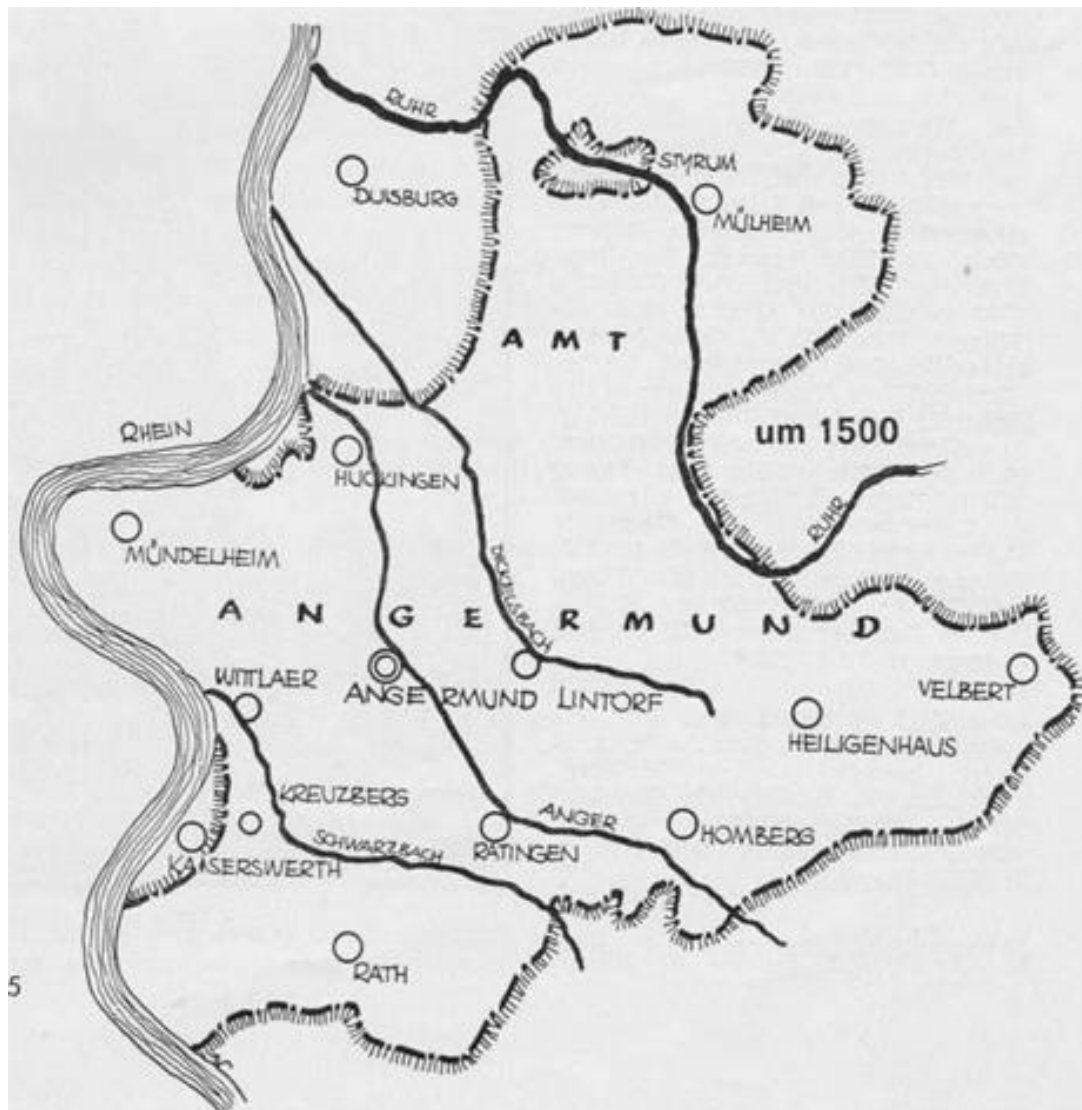 RUHR
DUISBURG
STYRUM
MÜLHEIM
AMT
um 1500
RHEIN
HUCKINGEN
RUHR
MÜNDELHEIM
DICKELSBACH
ANGERMUND
WITTLAER
ANGERMUND
LINTORF
VELBERT
HEILIGENHAUS
KREUZBERG
ANGER
HOMBERG
SCHWARZBACH
RATINGEN
KAISERSWERTH
RATH
5